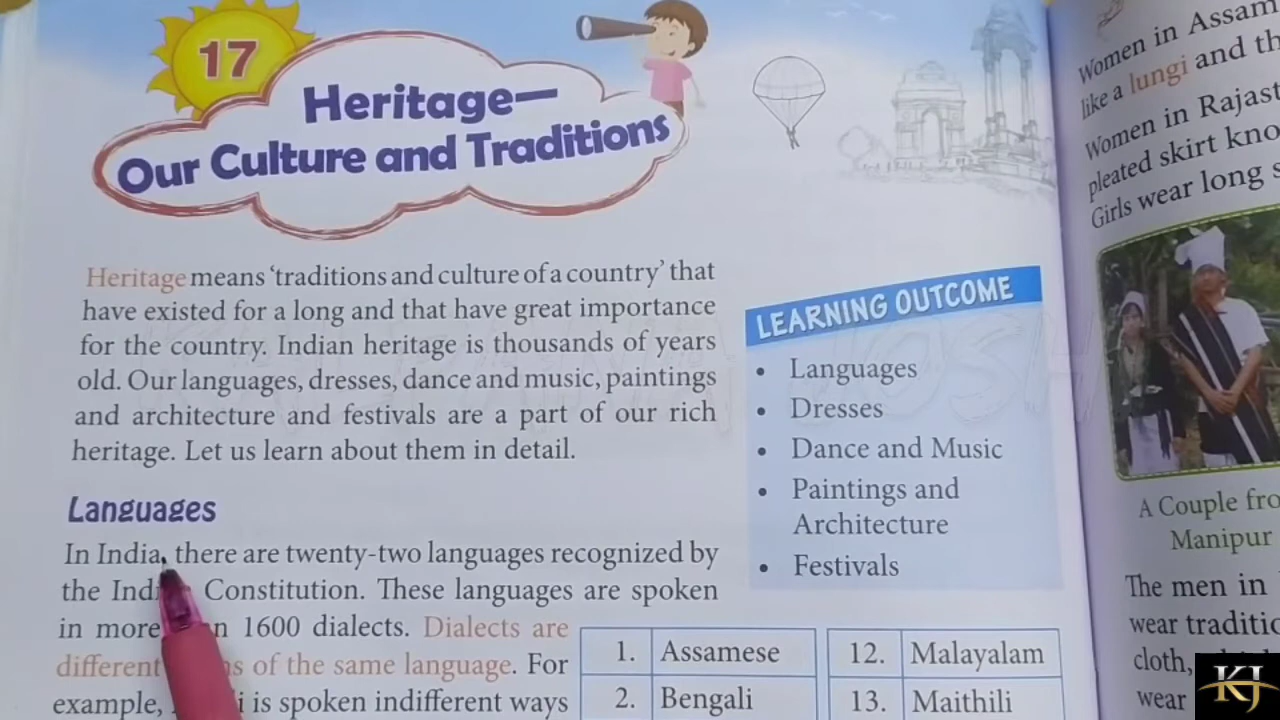 17
Heritage—
Our Culture and Traditions
Heritage means 'traditions and culture of a country' that
have existed for a long and that have great importance
for the country. Indian heritage is thousands of years
old. Our languages, dresses, dance and music, paintings
and architecture and festivals are a part of our rich
heritage. Let us learn about them in detail.
LEARNING OUTCOME
• Languages
• Dresses
• Dance and Music
• Paintings and
Architecture
• Festivals
Languages
In India, there are twenty-two languages recognized by
the Constitution. These languages are spoken
in more 1600 dialects. Dialects are
different of the same language. For
example, is spoken indifferent ways
1. Assamese
2. Bengali
12. Malayalam
13. Maithili
Women in Assam
like a lungi and
Women in
pleated skirt
Girls wear long
A Couple
Manipur
The men in
wear
cloth,
wear
KJ